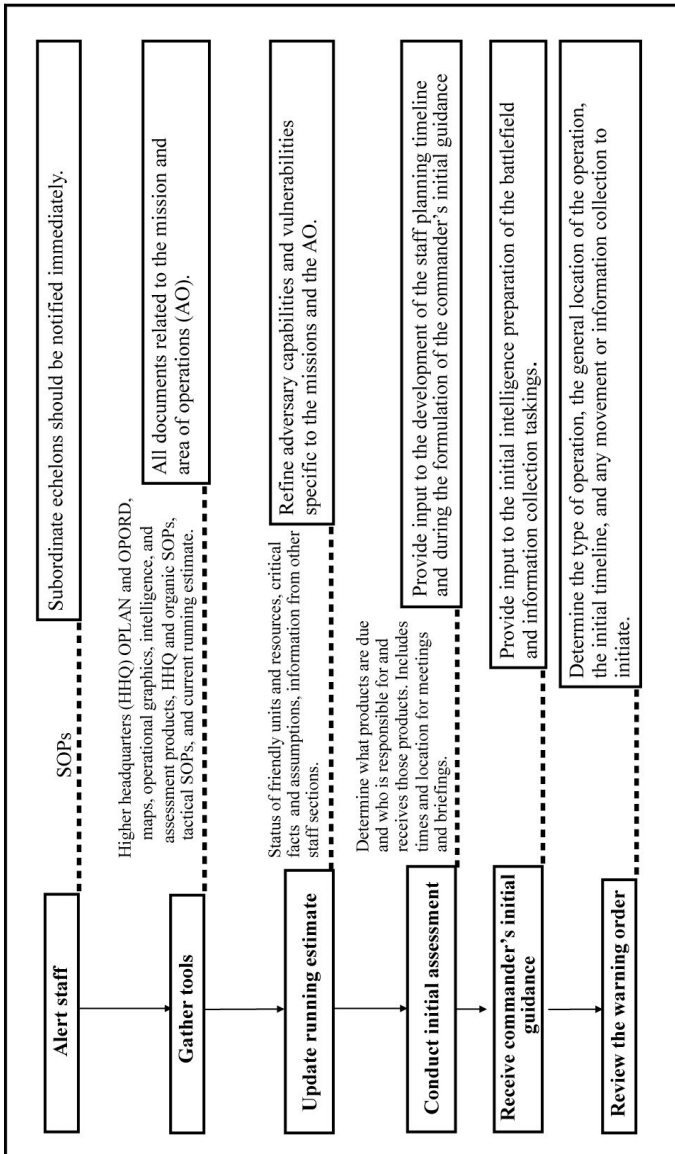 Alert staff
SOPs
Subordinate echelons should be notified immediately.
Gather tools
Higher headquarters (HHQ) OPLAN and OPORD,
maps, operational graphics, intelligence, and
assessment products, HHQ and organic SOPs,
tactical SOPs, and current running estimate.
All documents related to the mission and
area of operations (AO).
Update running estimate
Status of friendly units and resources, critical
facts and assumptions, information from other
staff sections.
Refine adversary capabilities and vulnerabilities
specific to the missions and the AO.
Conduct initial assessment
Determine what products are due
and who is responsible for and
receives those products. Includes
times and location for meetings
and briefings.
Provide input to the development of the staff planning timeline
and during the formulation of the commander’s initial guidance
Receive commander’s initial
guidance
Provide input to the initial intelligence preparation of the battlefield
and information collection taskings.
Review the warning order
Determine the type of operation, the general location of the operation,
the initial timeline, and any movement or information collection to
initiate.